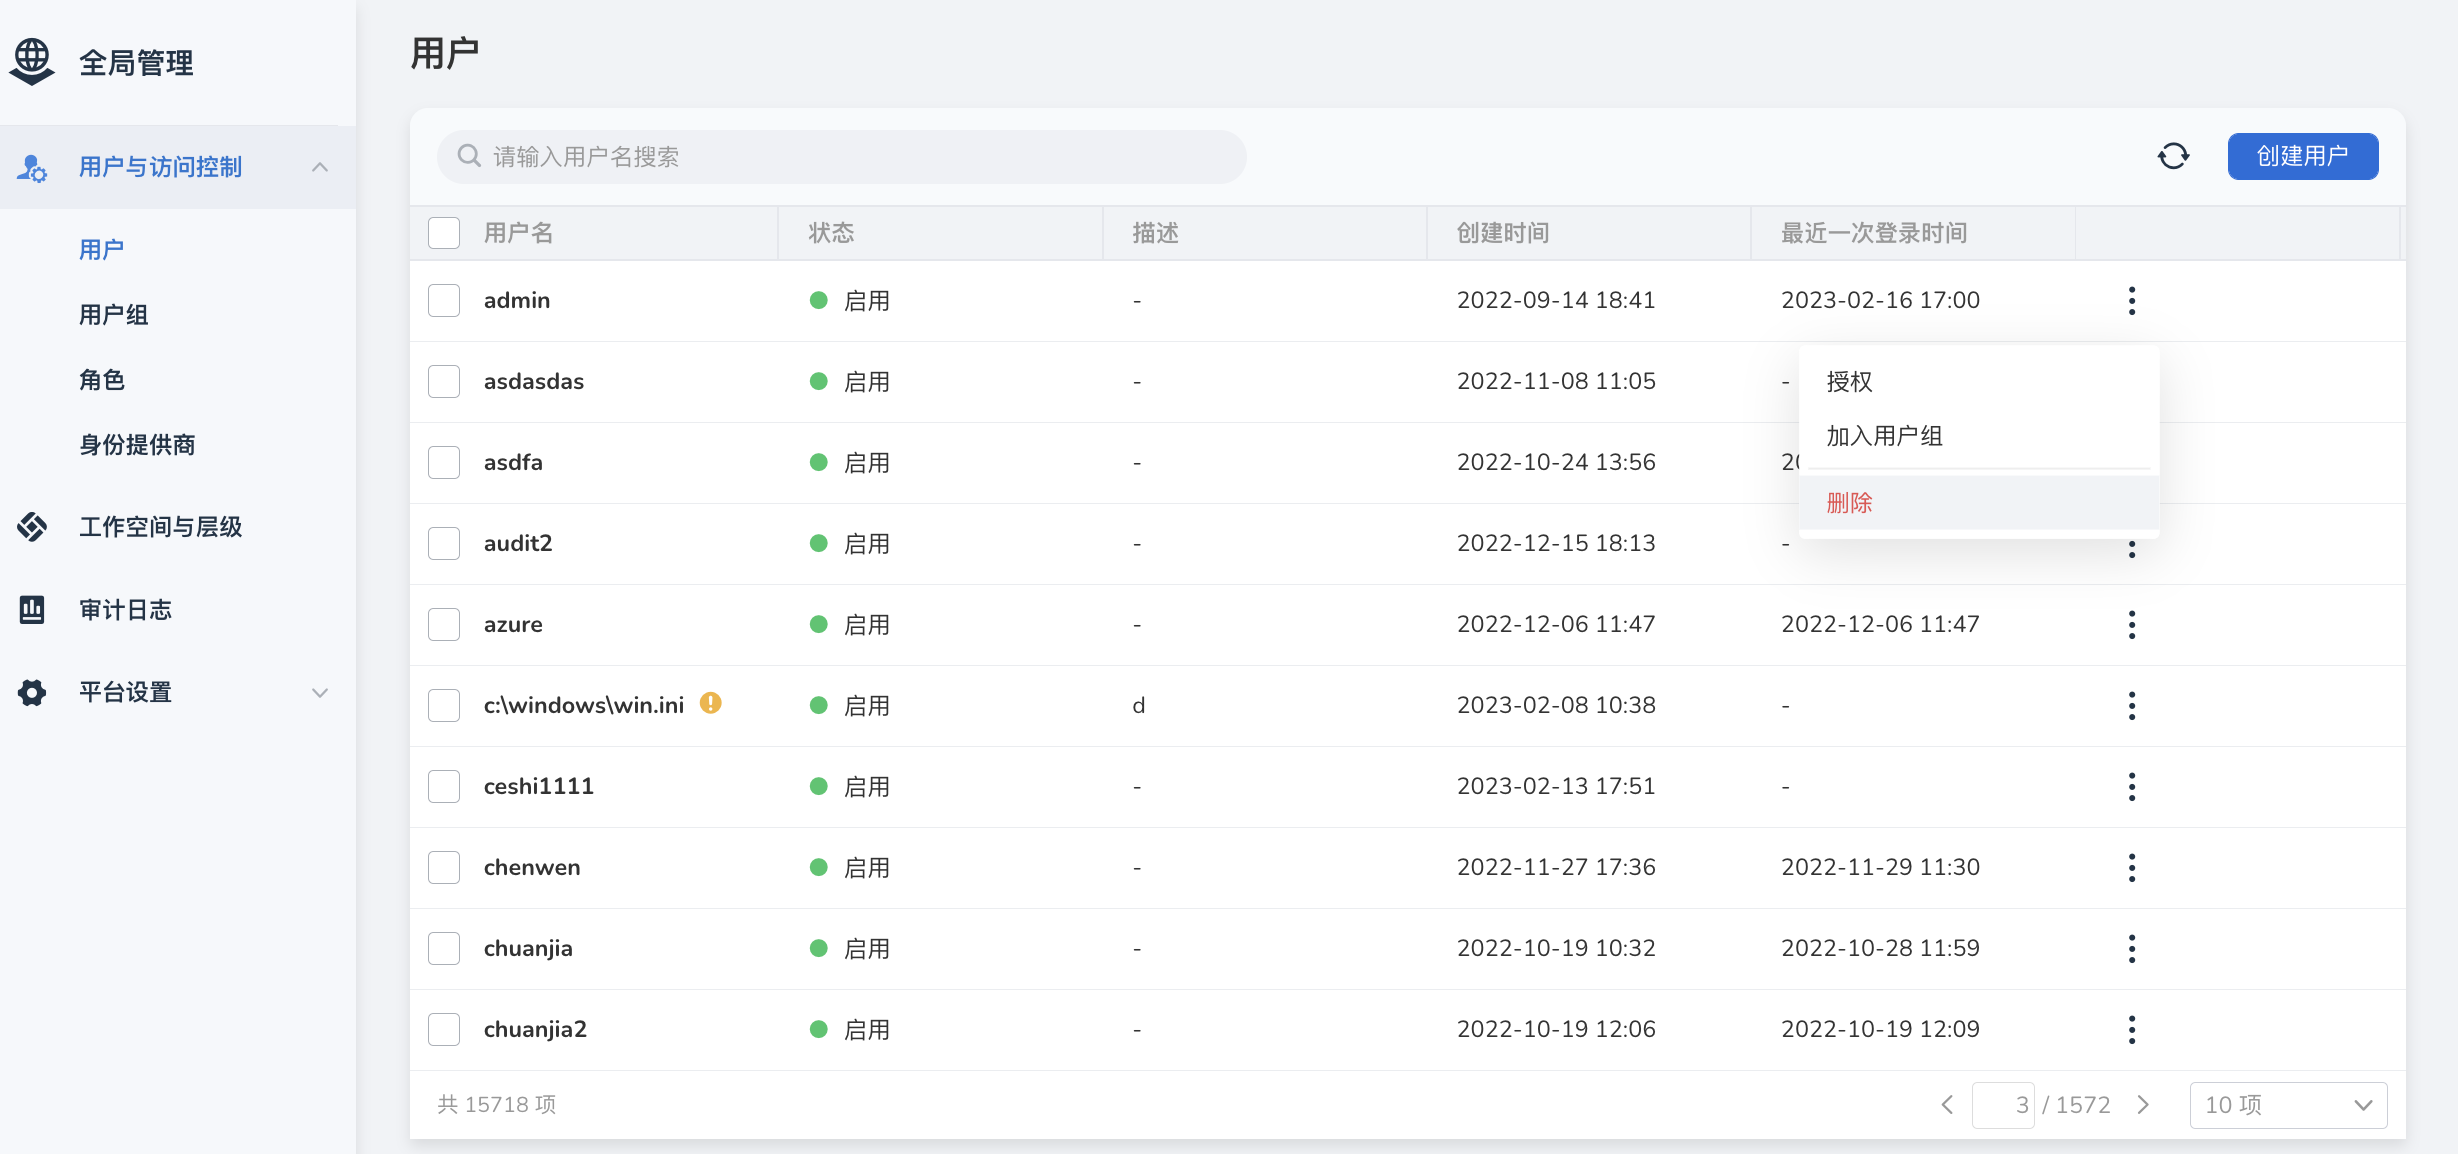 全局管理
用户与访问控制
用户
用户组
角色
身份提供商
工作空间与层级
审计日志
平台设置
用户
请输入用户名搜索
创建用户
用户名 状态 描述 创建时间 最近一次登录时间
admin 启用 - 2022-09-14 18:41 2023-02-16 17:00
asdasdas 启用 - 2022-11-08 11:05 -
asdfa 启用 - 2022-10-24 13:56
audit2 启用 - 2022-12-15 18:13 -
azure 启用 - 2022-12-06 11:47 2022-12-06 11:47
c:\windows\win.ini 启用 d 2023-02-08 10:38 -
ceshi1111 启用 - 2023-02-13 17:51 -
chenwen 启用 - 2022-11-27 17:36 2022-11-29 11:30
chuanjia 启用 - 2022-10-19 10:32 2022-10-28 11:59
chuanjia2 启用 - 2022-10-19 12:06 2022-10-19 12:09
授权
加入用户组
删除
共 15718 项
3 / 1572
10 项